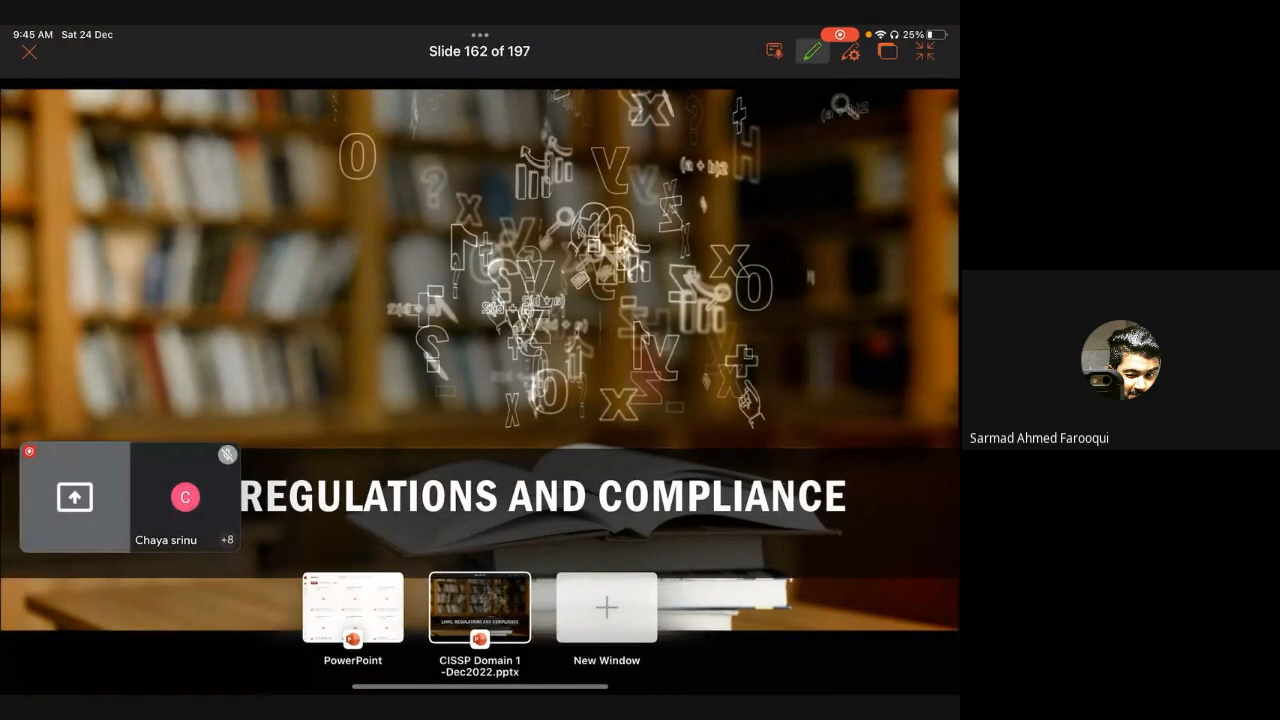 9:45 AM Sat 24 Dec
25%
Slide 162 of 197
REGULATIONS AND COMPLIANCE
C
Chaya srinu
+8
PowerPoint
CISSP Domain 1
-Dec2022.pptx
New Window
Sarmad Ahmed Farooqui